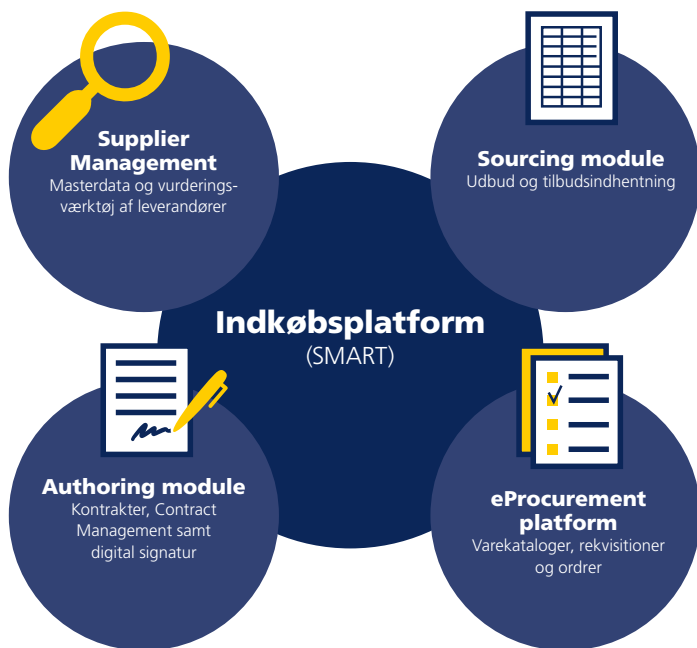 Supplier
Management
Masterdata og vurderings-
værktøj af leverandører
Sourcing module
Udbud og tilbudsindhentning
Indkøbsplatform
(SMART)
Authoring module
Kontrakter, Contract
Management samt
digital signatur
eProcurement
platform
Varekataloger, rekvisitioner
og ordrer